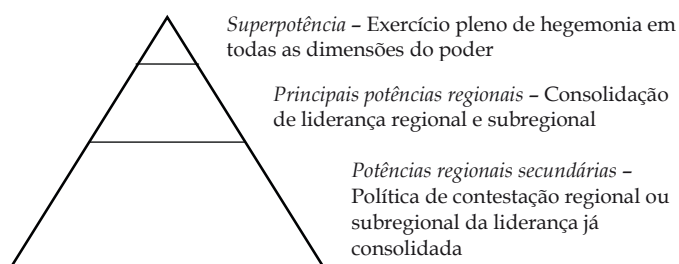 Superpotência – Exercício pleno de hegemonia em
todas as dimensões do poder
Principais potências regionais – Consolidação
de liderança regional e subregional
Potências regionais secundárias –
Política de contestação regional ou
subregional da liderança já
consolidada